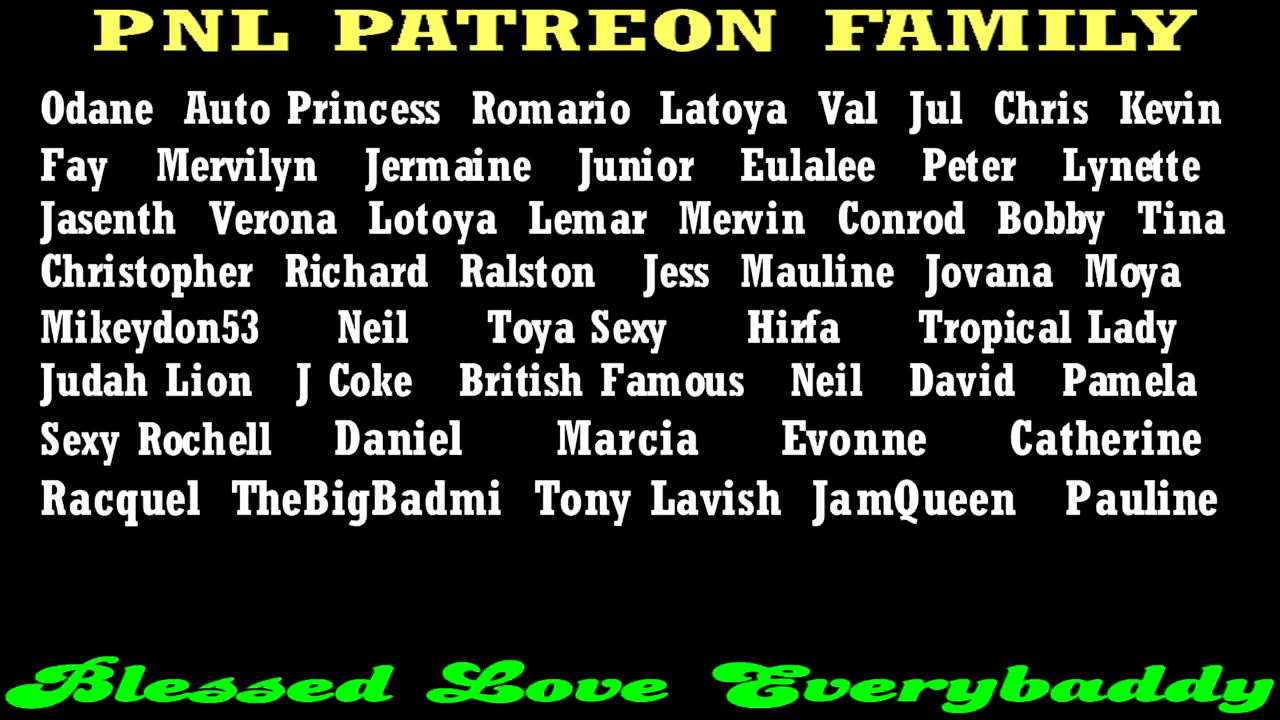 PNL PATREON FAMILY
Odane Auto Princess Romario Latoya Val Jul Chris Kevin
Fay Mervilyn Jermaine Junior Eulalee Peter Lynette
Jasenth Verona Lotoya Lemar Mervin Conrod Bobby Tina
Christopher Richard Ralston Jess Mauline Jovana Moya
Mikeydon53 Neil Toya Sexy Hirfa Tropical Lady
Judah Lion J Coke British Famous Neil David Pamela
Sexy Rochell Daniel Marcia Evonne Catherine
Racquel TheBigBadmi Tony Lavish JamQueen Pauline
Blessed Love Everybaddy